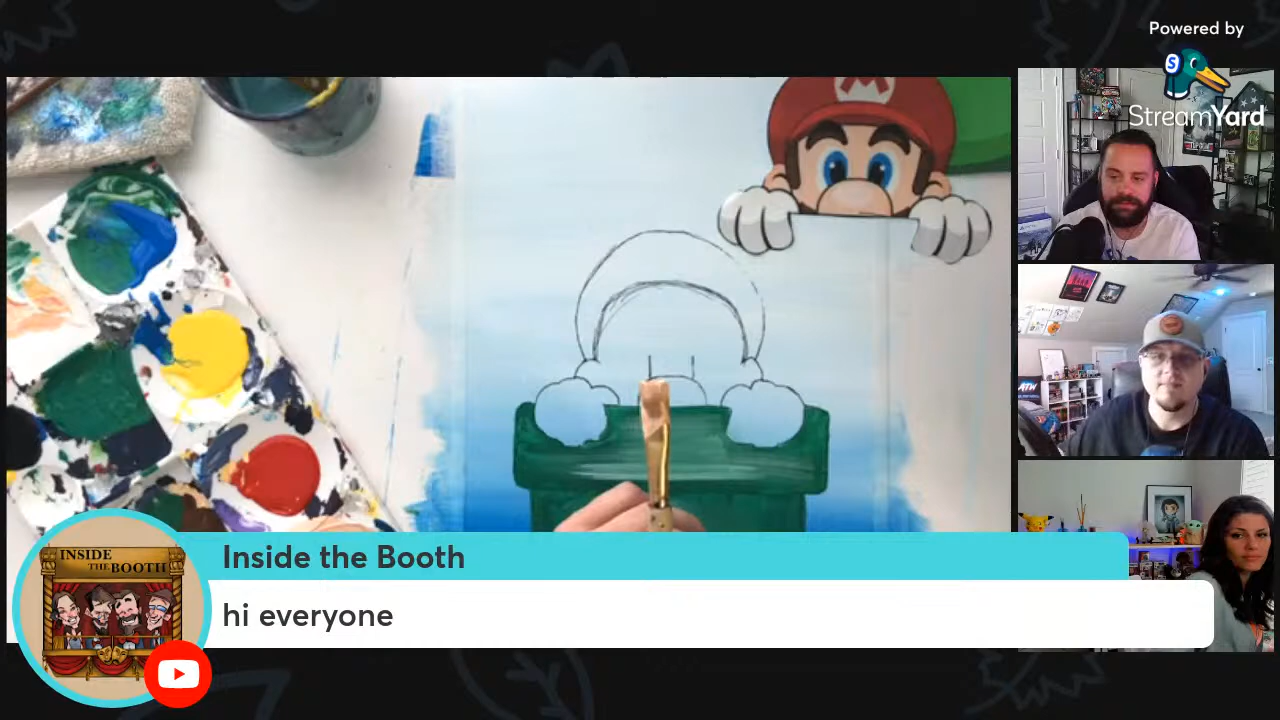 Powered by
S
StreamYard
M
INSIDE
THE BOOTH
Inside the Booth
hi everyone